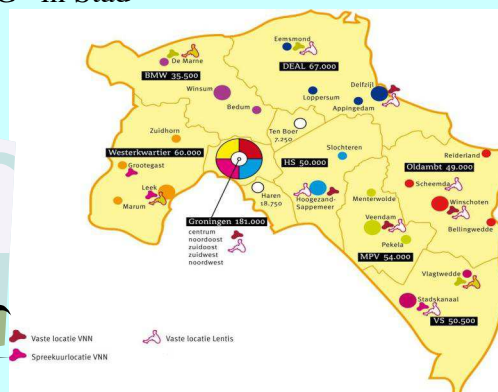 in Stad
Eemsmond
De Marne
DEAL 67.000
BMW 35.500
Delfzijl
Winsum
Loppersum
Appingedam
Bedum
Ten Boer
7.250
Zuidhorn
Slochteren
Westerkwartier 60.000
HS 50.000
Reiderland
Oldambt 49.000
Grootegast
Scheemda
Leek
Haren
18.750
Hoogezand-
Sappemeer
Menterwolde
Winschoten
Marum
Groningen 181.000
Veendam
Bellingwedde
centrum
noordoost
zuidoost
zuidwest
noordwest
Pekela
MPV 54.000
Vlagtwedde
Stadskanaal
VS 50.500
Vaste locatie VNN
Vaste locatie Lentis
Spreekuurlocatie VNN